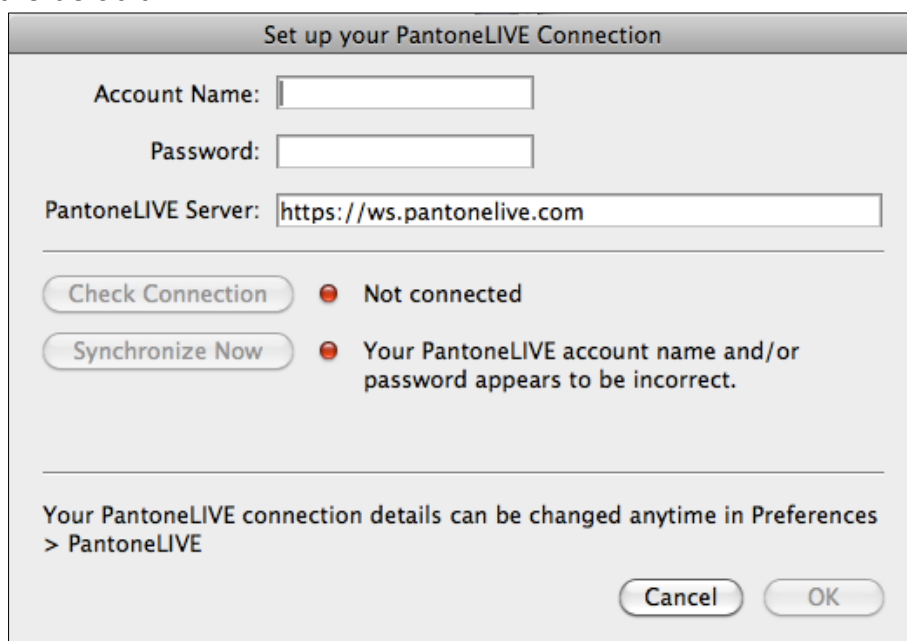 Set up your PantoneLIVE Connection
Account Name:
Password:
PantoneLIVE Server: https://ws.pantonelive.com
Check Connection Not connected
Synchronize Now Your PantoneLIVE account name and/or
password appears to be incorrect.
Your PantoneLIVE connection details can be changed anytime in Preferences
> PantoneLIVE
Cancel OK